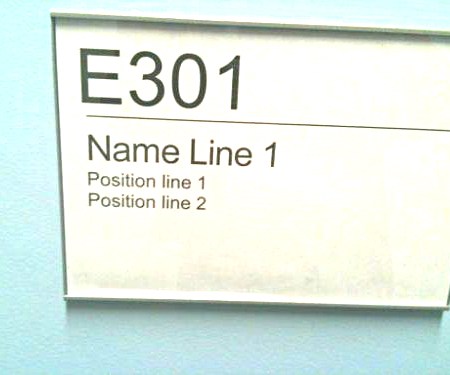 E301
Name Line 1
Position line 1
Position line 2